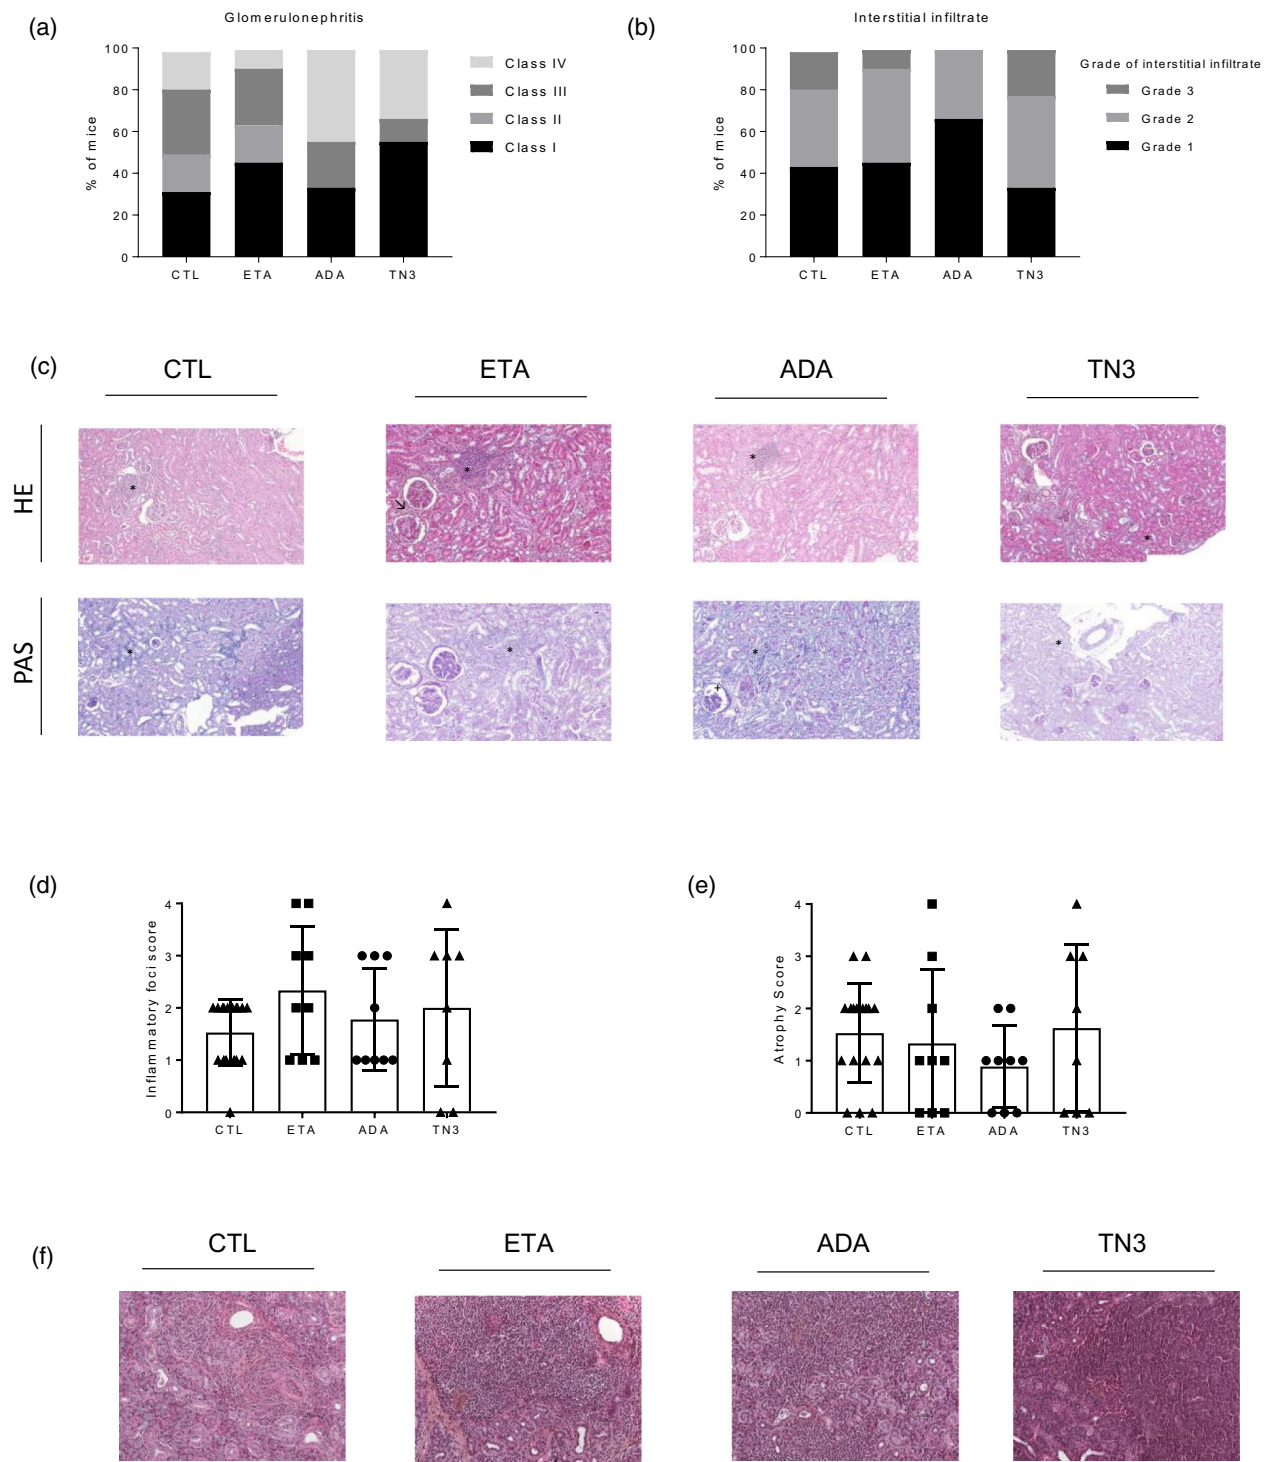 (a)
Glomerulonephritis
100
80
60
40
20
0
% of mice
CTL ETA ADA TN3
Class IV
Class III
Class II
Class I
(b)
Interstitial infiltrate
100
80
60
40
20
0
% of mice
CTL ETA ADA TN3
Grade of interstitial infiltrate
Grade 3
Grade 2
Grade 1
(c)
CTL ETA ADA TN3
HE
*
*
*
*
PAS
*
*
*
+
*
(d)
4
3
2
1
0
Inflammatory foci score
CTL ETA ADA TN3
(e)
4
3
2
1
0
Atrophy Score
CTL ETA ADA TN3
(f)
CTL ETA ADA TN3